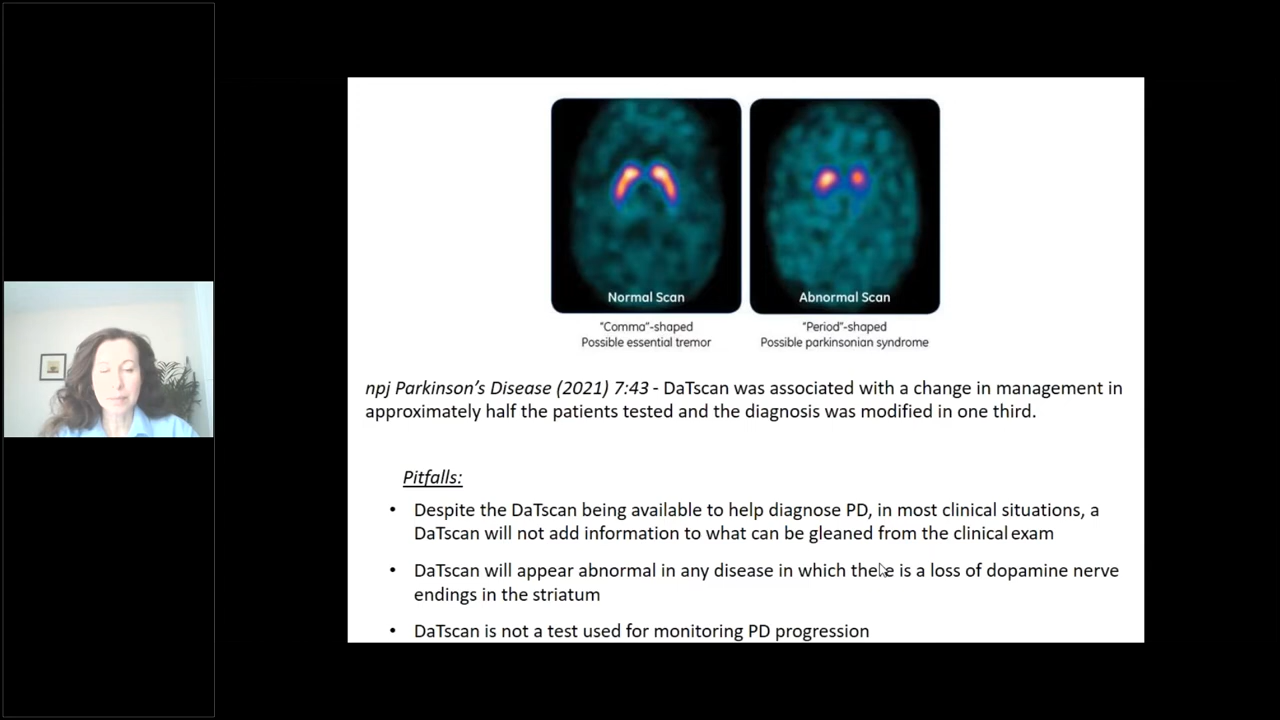 Normal Scan
Abnormal Scan
"Comma"-shaped
Possible essential tremor
"Period"-shaped
Possible parkinsonian syndrome
npj Parkinson's Disease (2021) 7:43 - DaTscan was associated with a change in management in
approximately half the patients tested and the diagnosis was modified in one third.
Pitfalls:
• Despite the DaTscan being available to help diagnose PD, in most clinical situations, a
DaTscan will not add information to what can be gleaned from the clinical exam
• DaTscan will appear abnormal in any disease in which there is a loss of dopamine nerve
endings in the striatum
• DaTscan is not a test used for monitoring PD progression